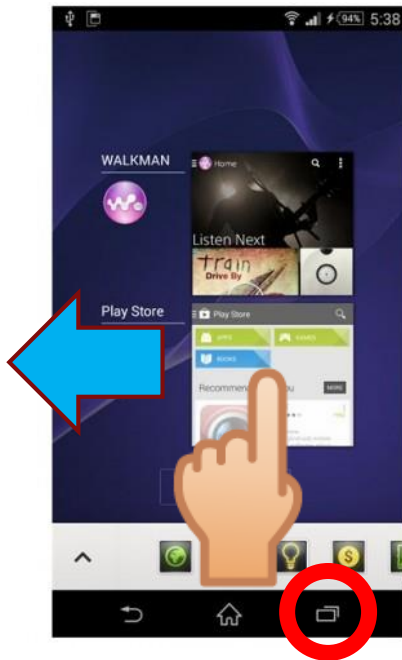 94% 5:38
WALKMAN
Home
Listen Next
train
Drive By
Play Store
Play Store
APPS
GAMES
BOOKS
Recommen
ou
MORE